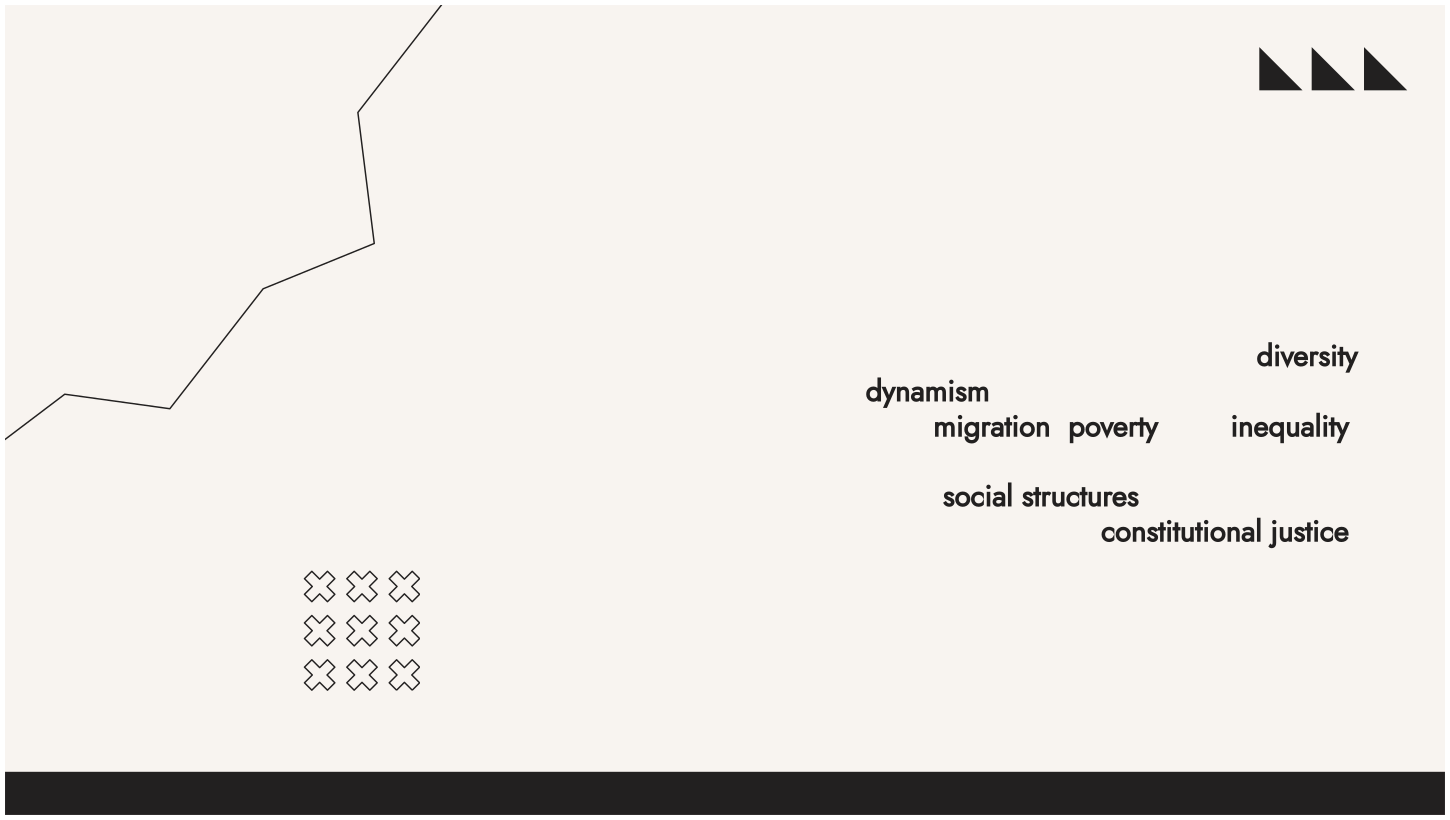 diversity
dynamism
migration poverty inequality
social structures
constitutional justice